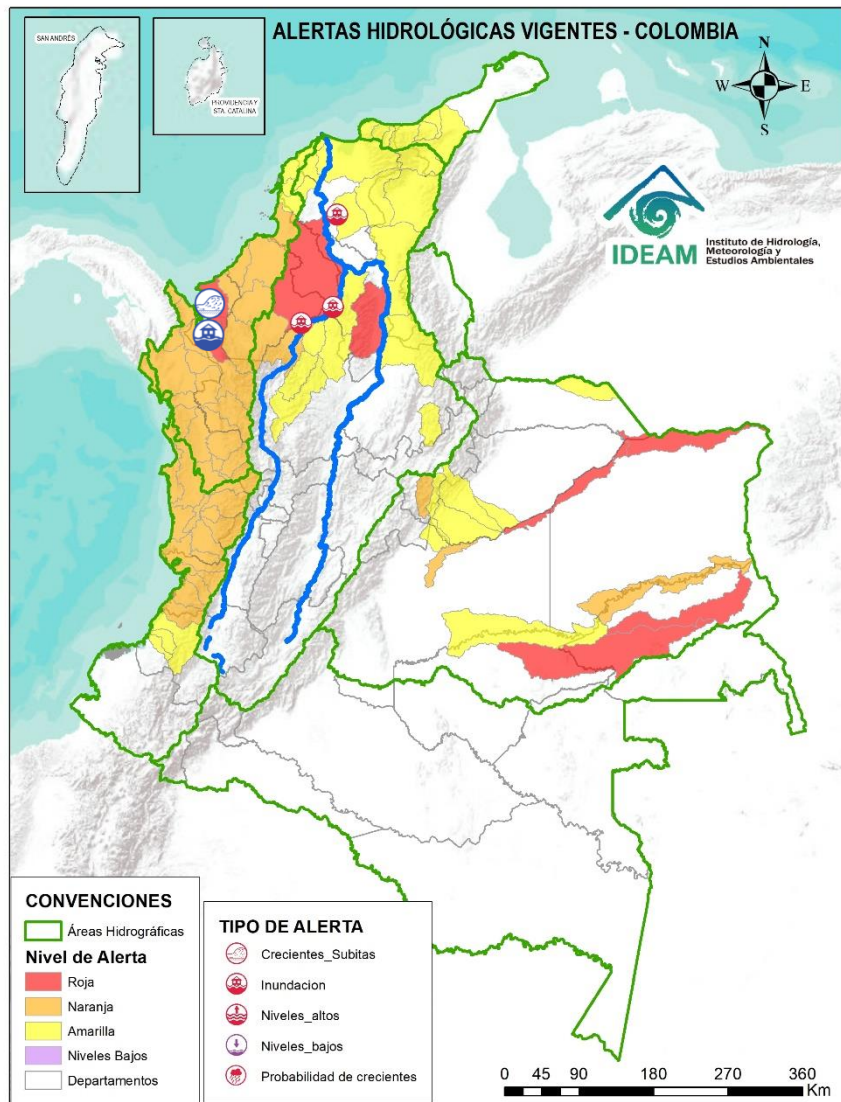 ALERTAS HIDROLÓGICAS VIGENTES - COLOMBIA
SAN ANDRÉS
PROVIDENCIA Y
STA. CATALINA
N
W
E
S
IDEAM
Instituto de Hidrología,
Meteorología y
Estudios Ambientales
CONVENCIONES
Áreas Hidrográficas
Nivel de Alerta
Roja
Naranja
Amarilla
Niveles Bajos
Departamentos
TIPO DE ALERTA
Crecientes_Subitas
Inundacion
Niveles_altos
Niveles_bajos
Probabilidad de crecientes
0 45 90 180 270 360
Km